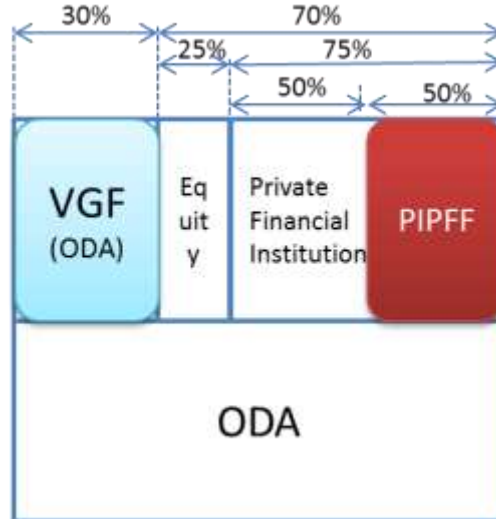 30%
70%
25%
75%
50%
50%
VGF
(ODA)
Eq
uit
y
Private
Financial
Institution
PIPFF
ODA